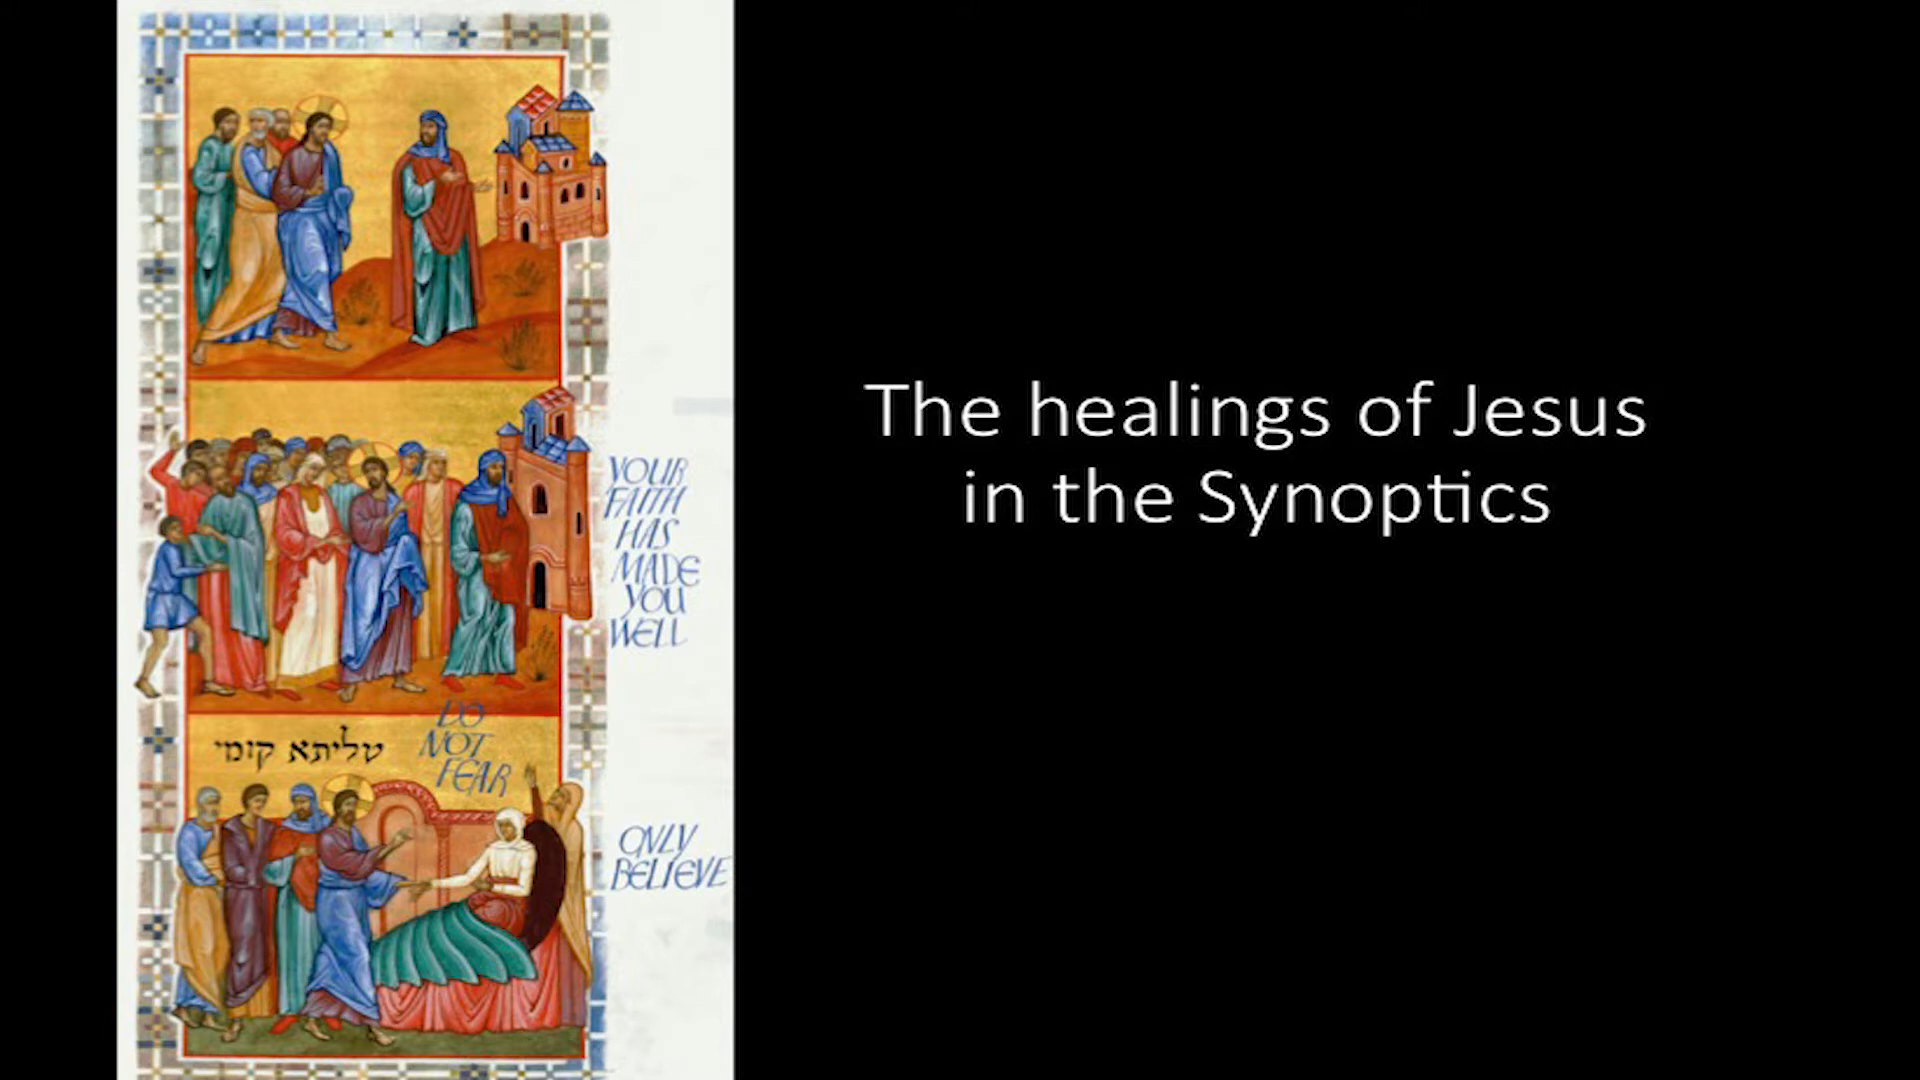 The healings of Jesus
in the Synoptics
YOUR
FAITH
HAS
MADE
YOU
WELL
טליתא קומי
DO
NOT
FEAR
ONLY
BELIEVE